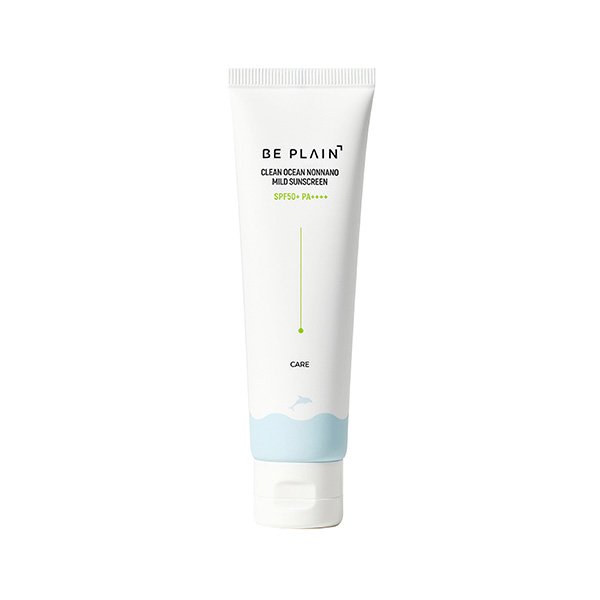 BE PLAIN
CLEAN OCEAN NONNANO
MILD SUNSCREEN
SPF50+ PA++++
CARE